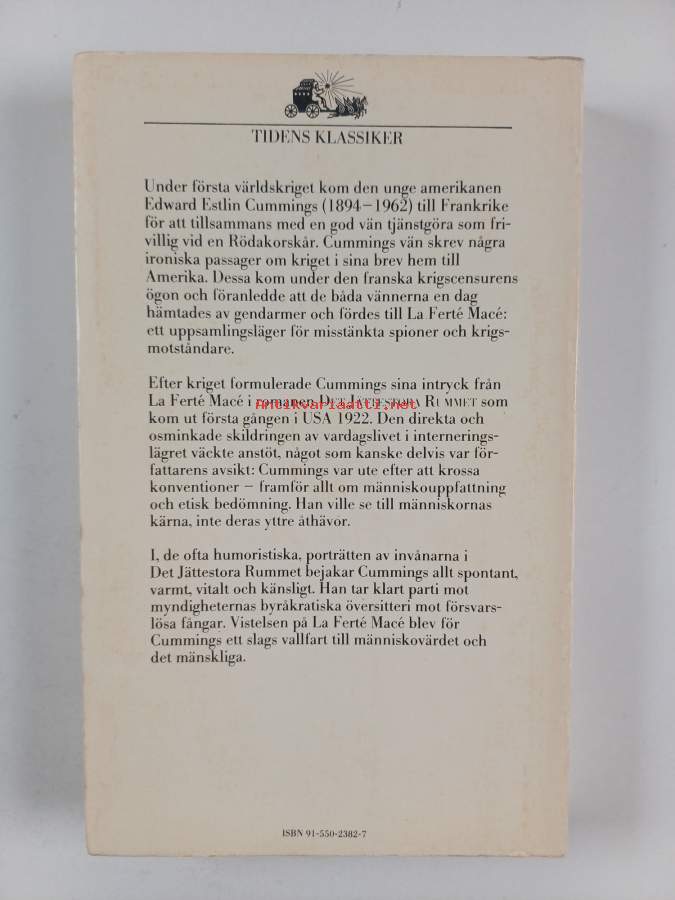 TIDENS KLASSIKER
Under första världskriget kom den unge amerikanen
Edward Estlin Cummings (1894–1962) till Frankrike
för att tillsammans med en god vän tjänstgöra som fri-
villig vid en Rödakorskår. Cummings vän skrev några
ironiska passager om kriget i sina brev hem till
Amerika. Dessa kom under den franska krigscensurens
ögon och föranledde att de båda vännerna en dag
hämtades av gendarmer och fördes till La Ferté Macé:
ett uppsamlingsläger för misstänkta spioner och krigs-
motståndare.
Efter kriget formulerade Cummings sina intryck från
La Ferté Macé i romanen DET JÄTTESTORA RUMMET som
Antikvariaatti.net
kom ut första gången i USA 1922. Den direkta och
osminkade skildringen av vardagslivet i internerings-
lägret väckte anstöt, något som kanske delvis var för-
fattarens avsikt: Cummings var ute efter att krossa
konventioner – framför allt om människouppfattning
och etisk bedömning. Han ville se till människornas
kärna, inte deras yttre åthävor.
I, de ofta humoristiska, porträtten av invånarna i
Det Jättestora Rummet bejakar Cummings allt spontant,
varmt, vitalt och känsligt. Han tar klart parti mot
myndigheternas byråkratiska översitteri mot försvars-
lösa fångar. Vistelsen på La Ferté Macé blev för
Cummings ett slags vallfart till människovärdet och
det mänskliga.
ISBN 91-550-2382-7